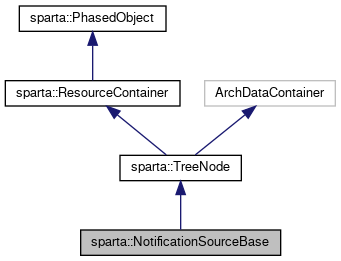 sparta::PhasedObject
sparta::ResourceContainer
ArchDataContainer
sparta::TreeNode
sparta::NotificationSourceBase